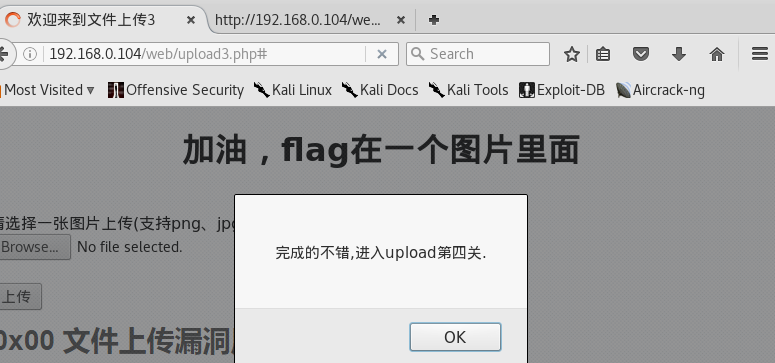 欢迎来到文件上传3
http://192.168.0.104/we...
192.168.0.104/web/upload3.php#
Search
Most Visited
Offensive Security
Kali Linux
Kali Docs
Kali Tools
Exploit-DB
Aircrack-ng
加油，flag在一个图片里面
请选择一张图片上传(支持png、jpg
Browse... No file selected.
完成的不错,进入upload第四关.
上传
OK
0x00 文件上传漏洞